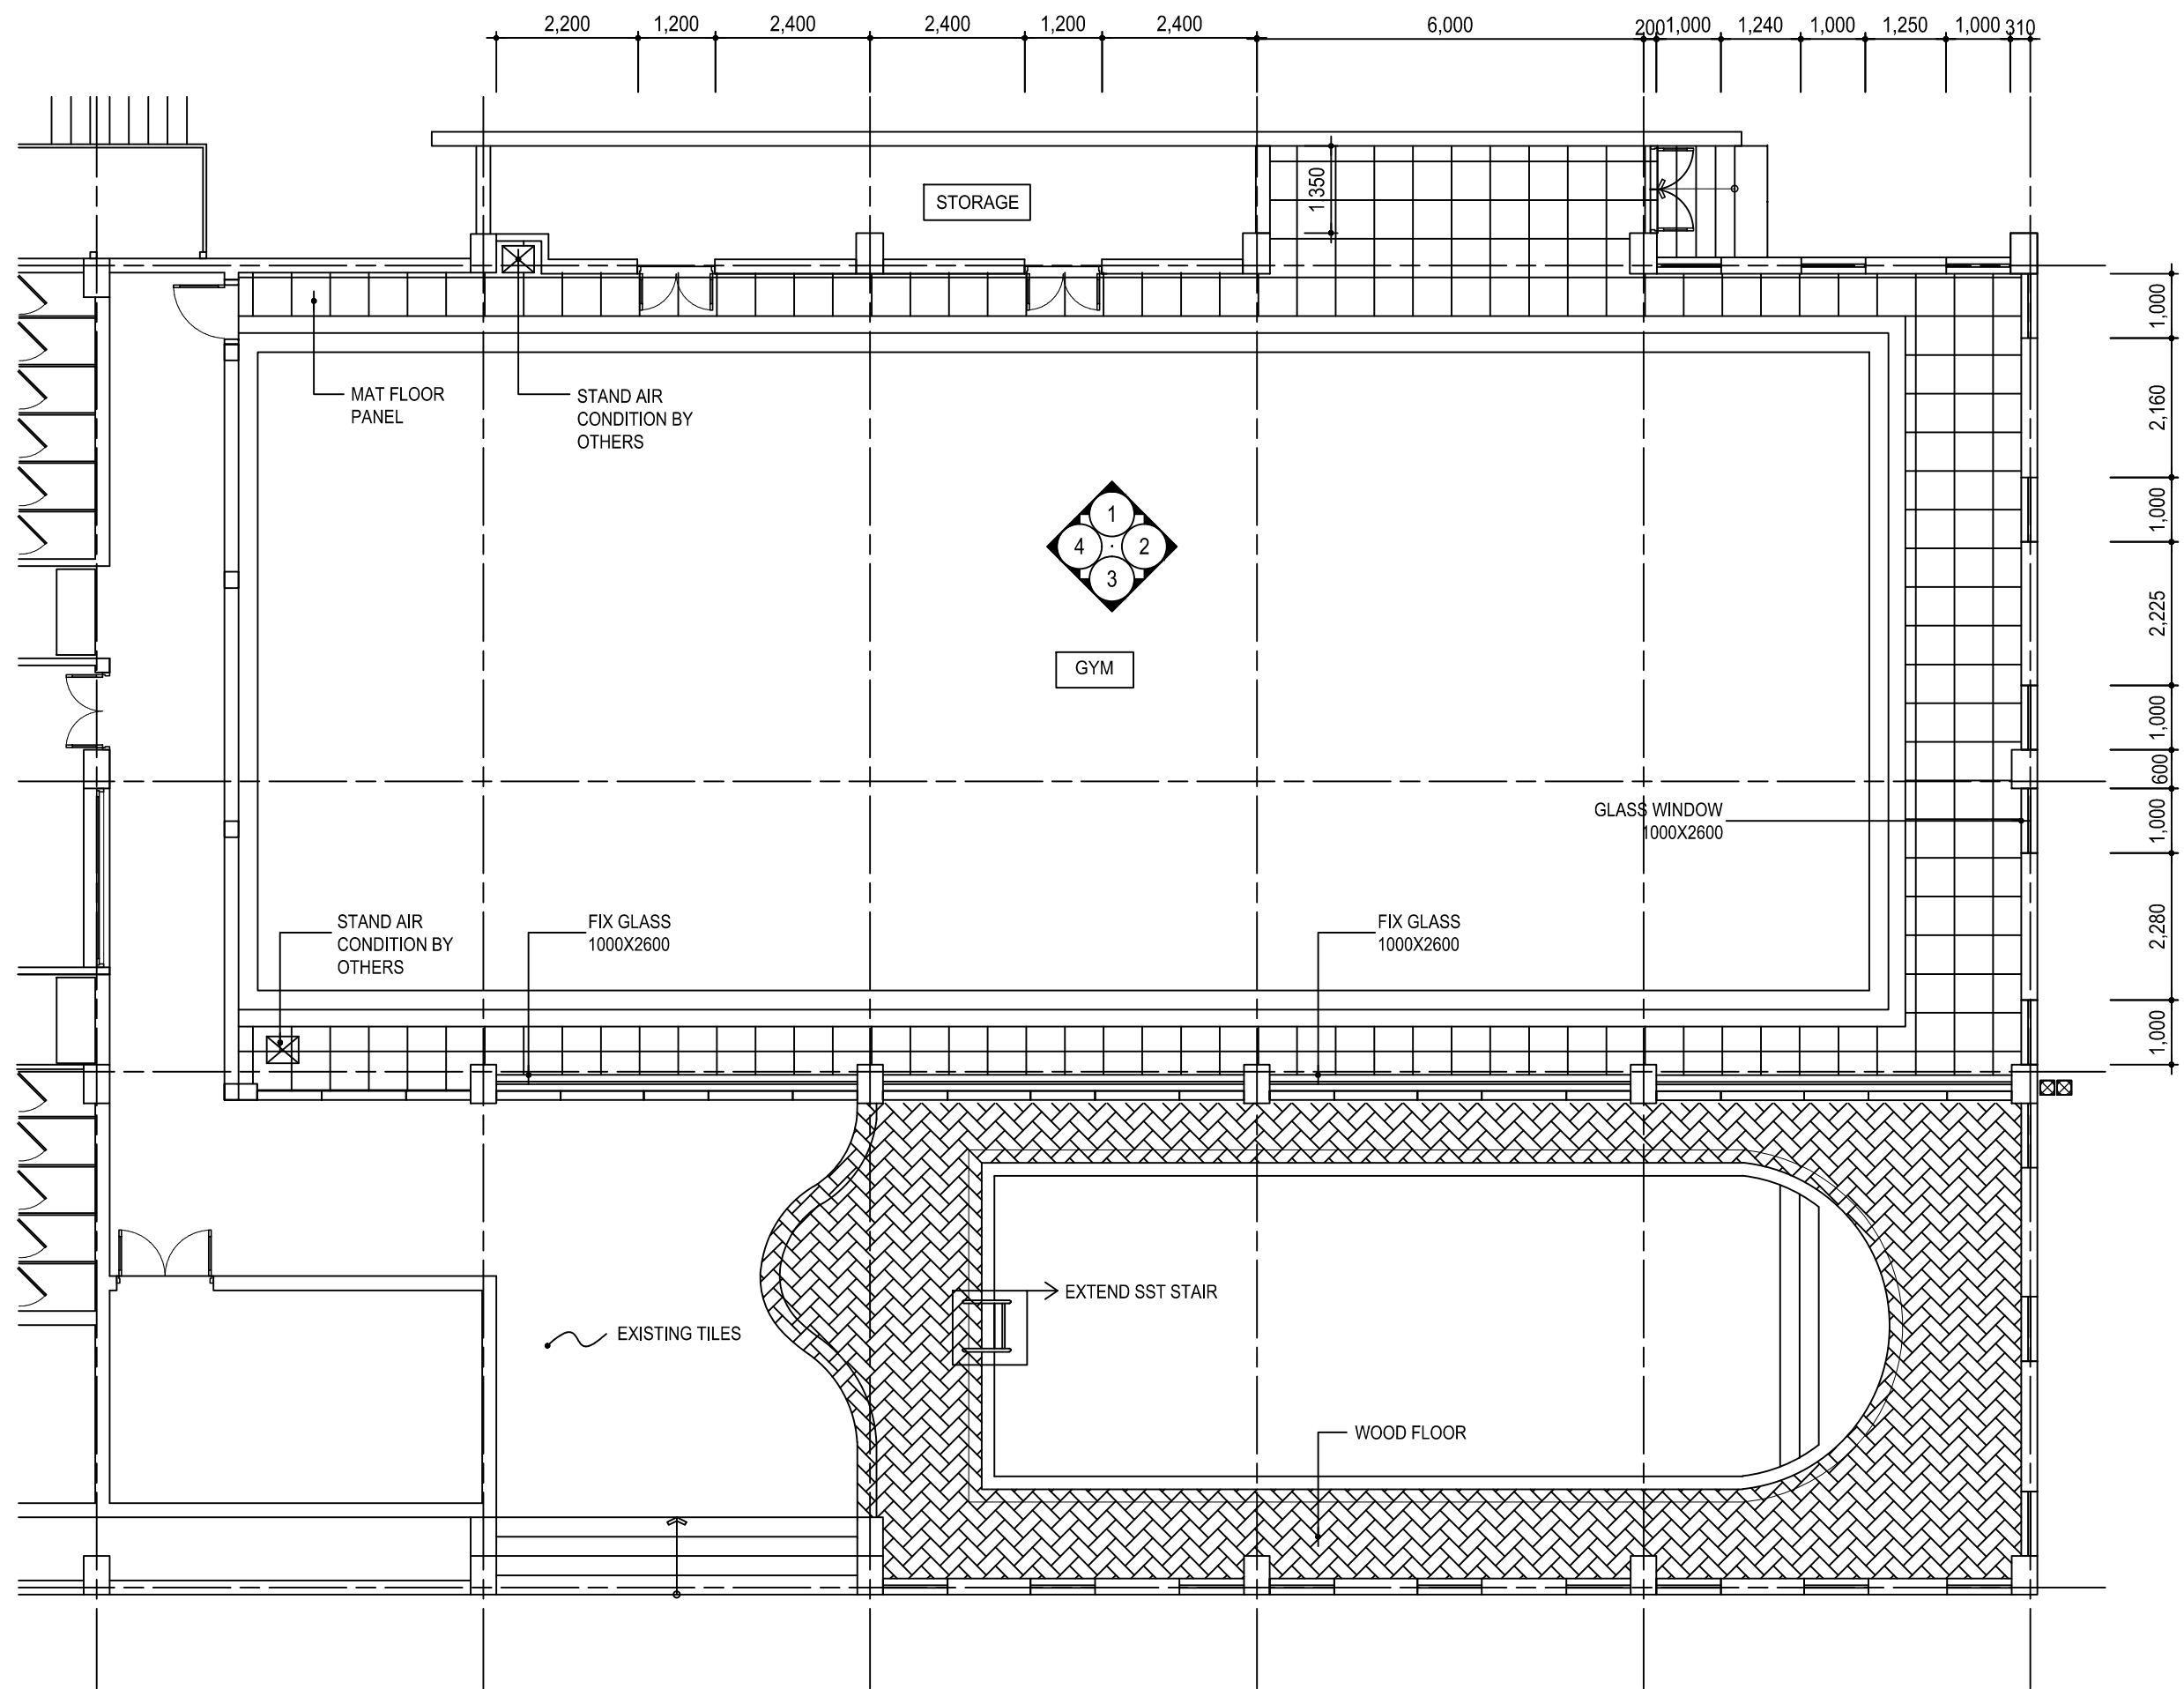 2,200 1,200 2,400 2,400 1,200 2,400 6,000 200 1,000 1,240 1,000 1,250 1,000 310
1,350
STORAGE
1,000
2,160
1,000
2,225
1,000
600
1,000
2,280
1,000
MAT FLOOR
PANEL
STAND AIR
CONDITION BY
OTHERS
1
4 2
3
GYM
GLASS WINDOW
1000X2600
STAND AIR
CONDITION BY
OTHERS
FIX GLASS
1000X2600
FIX GLASS
1000X2600
EXTEND SST STAIR
EXISTING TILES
WOOD FLOOR